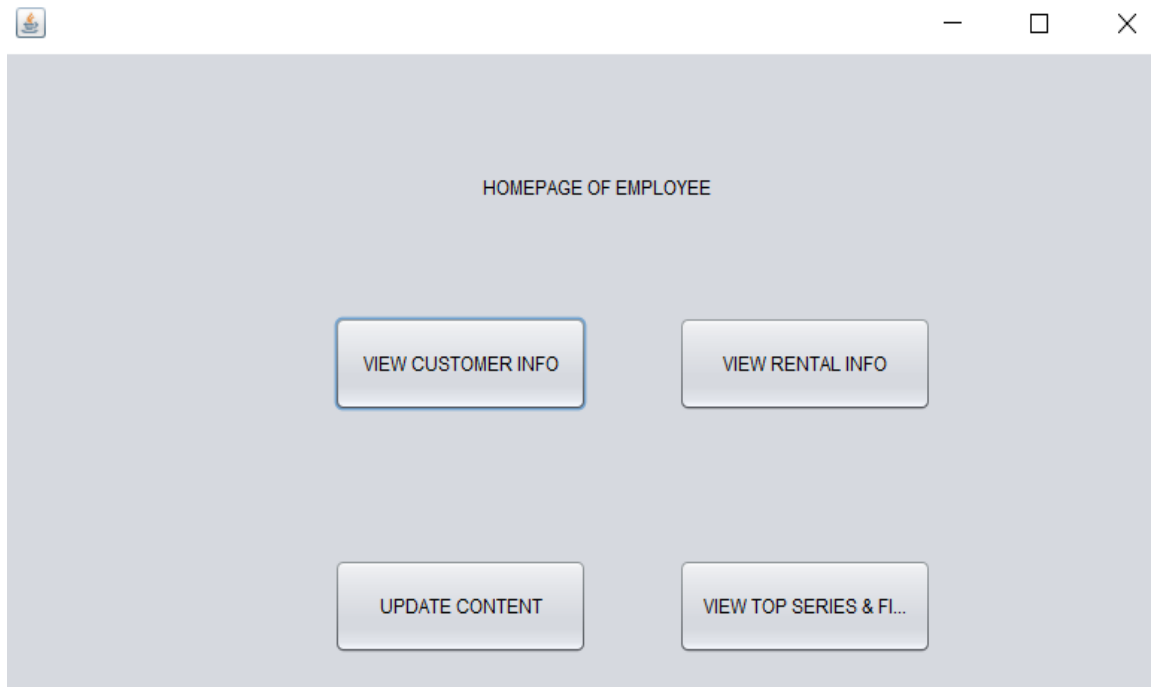 HOMEPAGE OF EMPLOYEE
VIEW CUSTOMER INFO
VIEW RENTAL INFO
UPDATE CONTENT
VIEW TOP SERIES & FI...